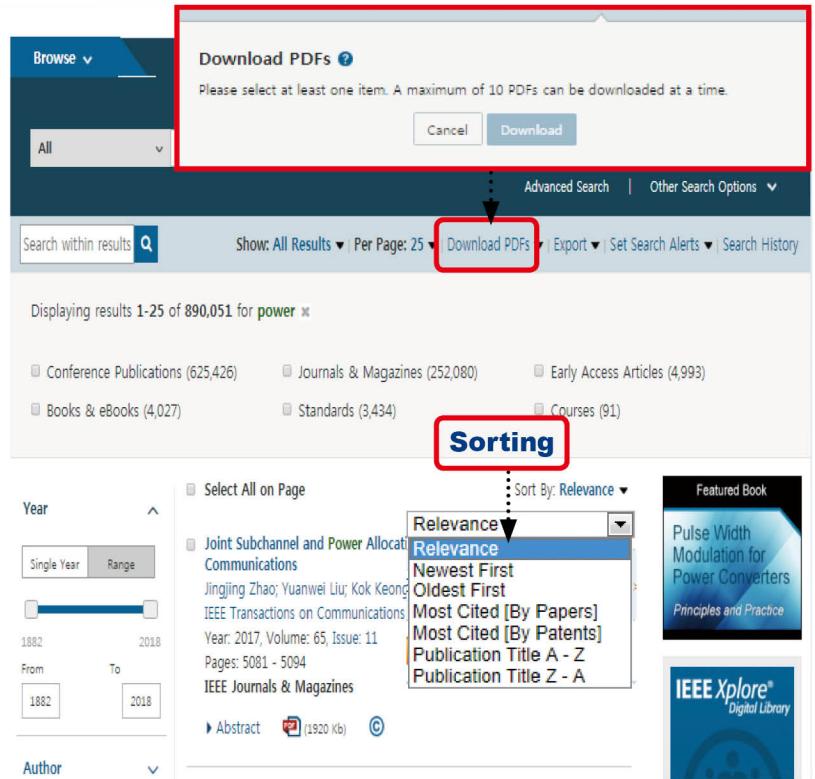 Browse
Download PDFs ?
Please select at least one item. A maximum of 10 PDFs can be downloaded at a time.
Cancel Download
All
Advanced Search | Other Search Options
Search within results Show: All Results | Per Page: 25 | Download PDFs | Export | Set Search Alerts | Search History
Displaying results 1-25 of 890,051 for power x
Conference Publications (625,426) Journals & Magazines (252,080) Early Access Articles (4,993)
Books & eBooks (4,027) Standards (3,434) Courses (91)
Sorting
Select All on Page Sort By: Relevance
Year
Single Year Range
1882 2018
From To
1882 2018
Author
Joint Subchannel and Power Allocati
Communications
Jingjing Zhao; Yuanwei Liu; Kok Keong
IEEE Transactions on Communications
Year: 2017, Volume: 65, Issue: 11
Pages: 5081 - 5094
IEEE Journals & Magazines
Abstract PDF (1920 Kb) ©
Relevance
Relevance
Newest First
Oldest First
Most Cited [By Papers]
Most Cited [By Patents]
Publication Title A - Z
Publication Title Z - A
Featured Book
Pulse Width
Modulation for
Power Converters
Principles and Practice
IEEE Xplore®
Digital Library